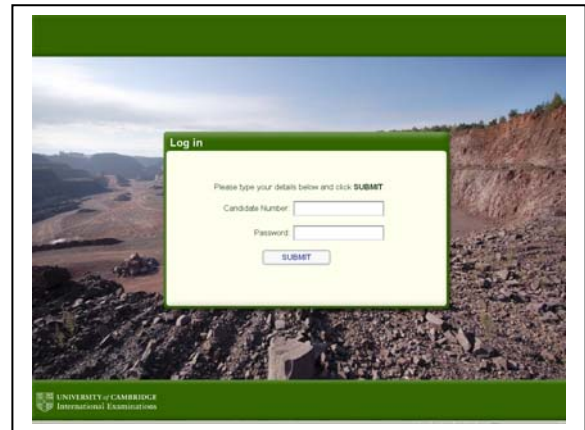 Log in
Please type your details below and click SUBMIT
Candidate Number:
Password:
SUBMIT
UNIVERSITY of CAMBRIDGE
International Examinations